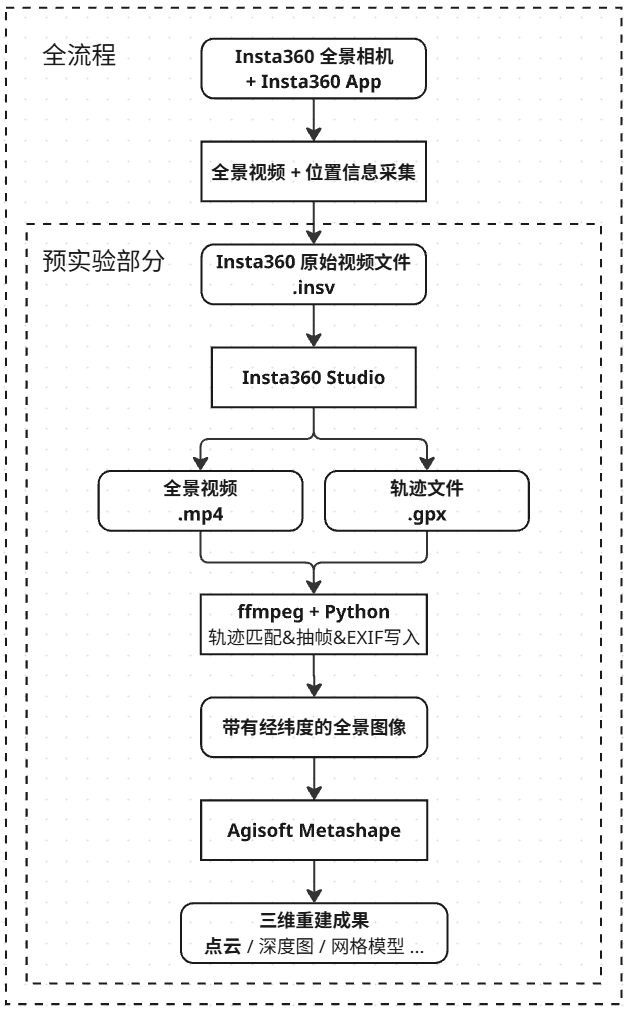 全流程
Insta360 全景相机
+ Insta360 App
全景视频 + 位置信息采集
预实验部分
Insta360 原始视频文件
.insv
Insta360 Studio
全景视频
.mp4
轨迹文件
.gpx
ffmpeg + Python
轨迹匹配&抽帧&EXIF写入
带有经纬度的全景图像
Agisoft Metashape
三维重建成果
点云 / 深度图 / 网格模型 ...